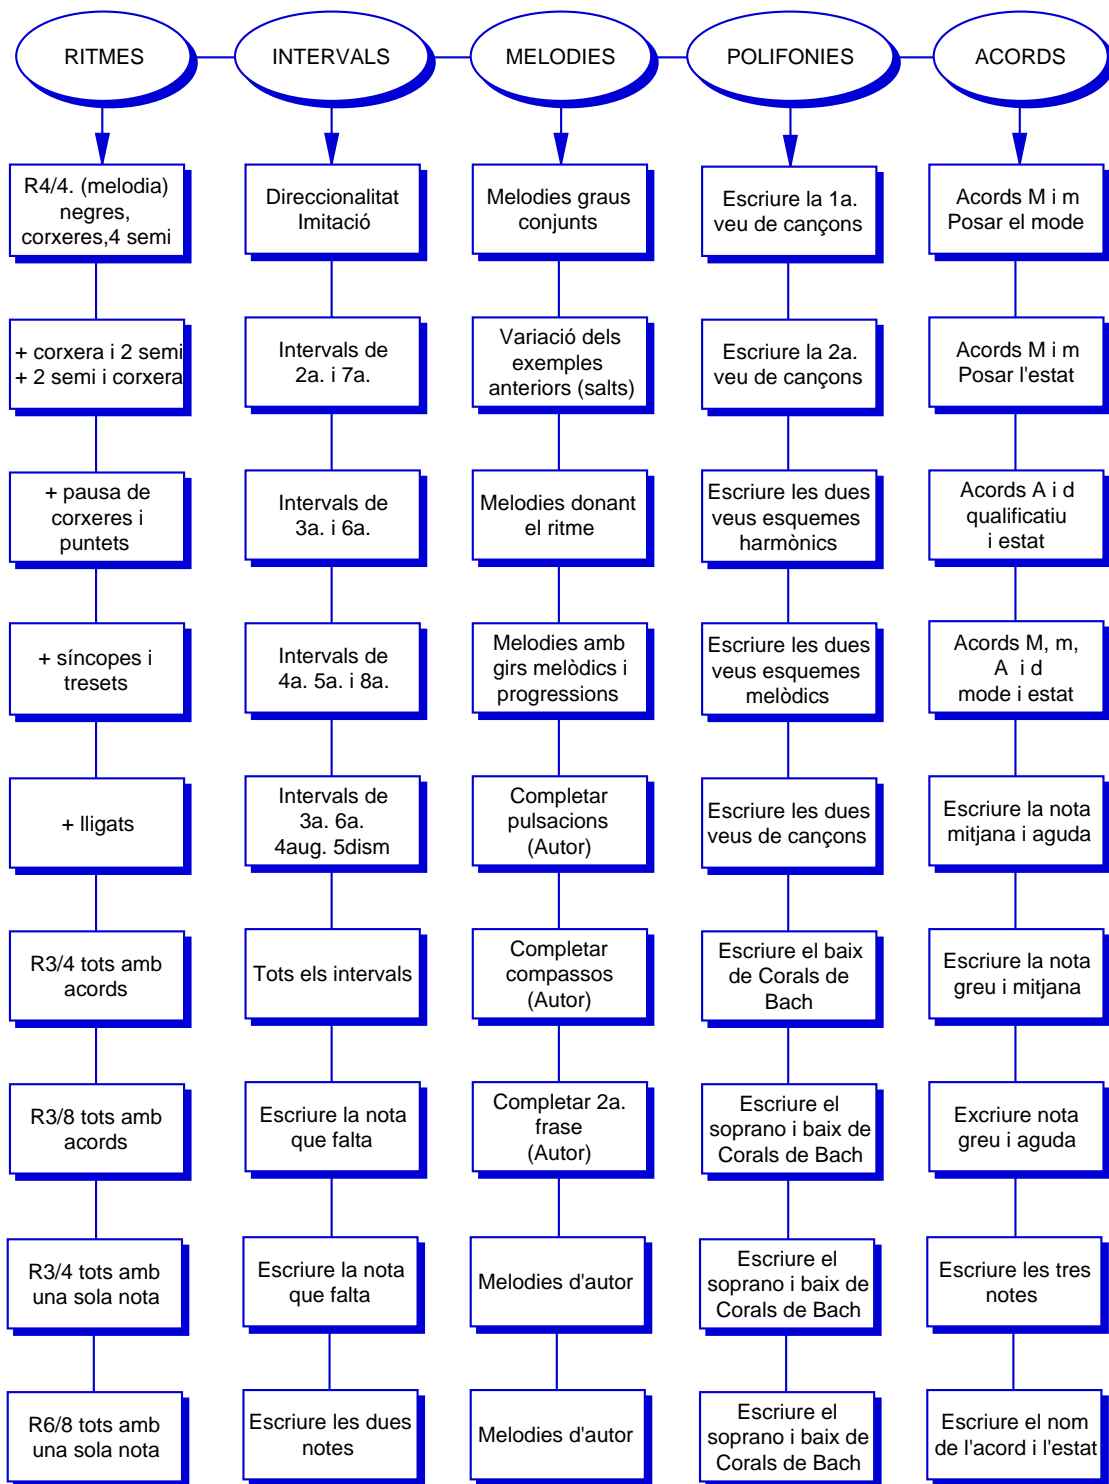 RITMES
INTERVALS
MELODIES
POLIFONIES
ACORDS
R4/4. (melodia)
negres,
corxeres,4 semi
Direccionalitat
Imitació
Melodies graus
conjunts
Escriure la 1a.
veu de cançons
Acords M i m
Posar el mode
+ corxera i 2 semi
+ 2 semi i corxera
Intervals de
2a. i 7a.
Variació dels
exemples
anteriors (salts)
Escriure la 2a.
veu de cançons
Acords M i m
Posar l'estat
+ pausa de
corxeres i
puntets
Intervals de
3a. i 6a.
Melodies donant
el ritme
Escriure les dues
veus esquemes
harmònics
Acords A i d
qualificatiu
i estat
+ síncopes i
tresets
Intervals de
4a. 5a. i 8a.
Melodies amb
girs melòdics i
progressions
Escriure les dues
veus esquemes
melòdics
Acords M, m,
A i d
mode i estat
+ lligats
Intervals de
3a. 6a.
4aug. 5dism
Completar
pulsacions
(Autor)
Escriure les dues
veus de cançons
Escriure la nota
mitjana i aguda
R3/4 tots amb
acords
Tots els intervals
Completar
compassos
(Autor)
Escriure el baix
de Corals de
Bach
Escriure la nota
greu i mitjana
R3/8 tots amb
acords
Escriure la nota
que falta
Completar 2a.
frase
(Autor)
Escriure el
soprano i baix de
Corals de Bach
Excriure nota
greu i aguda
R3/4 tots amb
una sola nota
Escriure la nota
que falta
Melodies d'autor
Escriure el
soprano i baix de
Corals de Bach
Escriure les tres
notes
R6/8 tots amb
una sola nota
Escriure les dues
notes
Melodies d'autor
Escriure el
soprano i baix de
Corals de Bach
Escriure el nom
de l'acord i l'estat